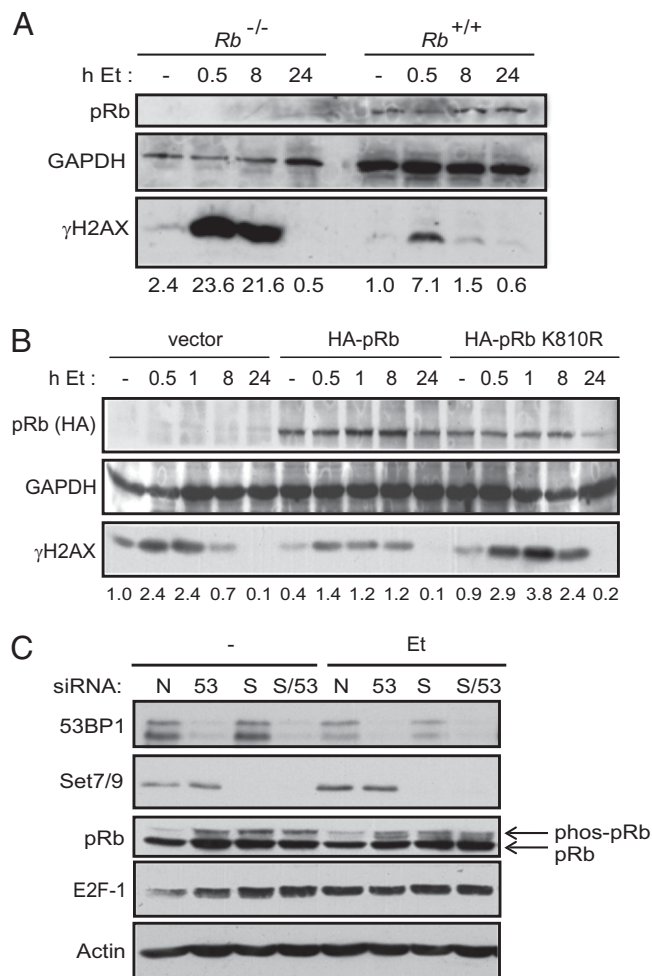 A
Rb -/- Rb +/+
h Et : - 0.5 8 24 - 0.5 8 24
pRb
GAPDH
γH2AX
2.4 23.6 21.6 0.5 1.0 7.1 1.5 0.6
B
vector HA-pRb HA-pRb K810R
h Et : - 0.5 1 8 24 - 0.5 1 8 24 - 0.5 1 8 24
pRb (HA)
GAPDH
γH2AX
1.0 2.4 2.4 0.7 0.1 0.4 1.4 1.2 1.2 0.1 0.9 2.9 3.8 2.4 0.2
C
- Et
siRNA: N 53 S S/53 N 53 S S/53
53BP1
Set7/9
pRb
phos-pRb
pRb
E2F-1
Actin